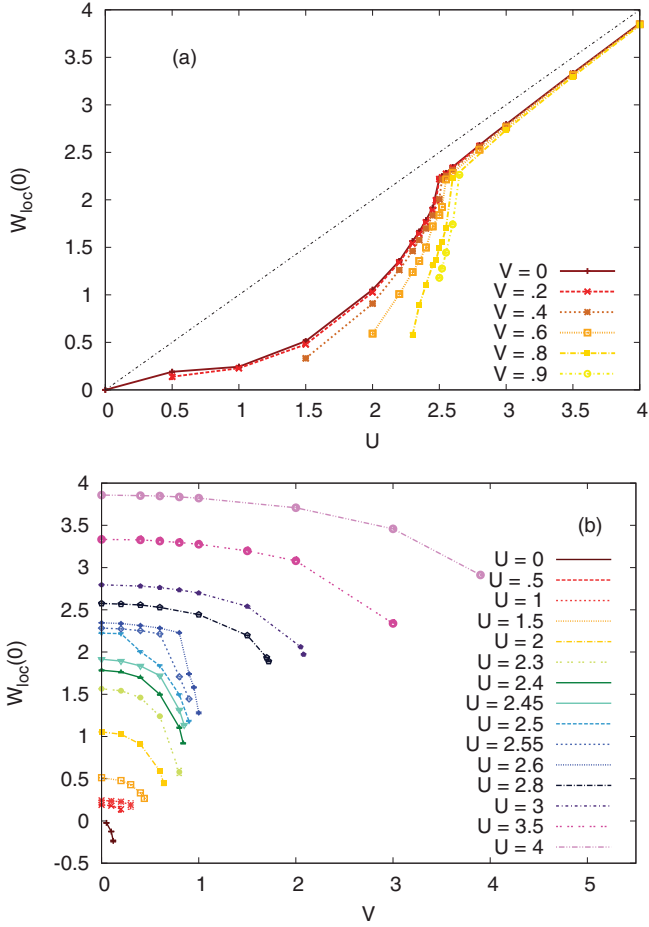 4
3.5
3
2.5
2
1.5
1
0.5
0
W_loc(0)
(a)
V = 0
V = .2
V = .4
V = .6
V = .8
V = .9
0 0.5 1 1.5 2 2.5 3 3.5 4
U
4
3.5
3
2.5
2
1.5
1
0.5
0
-0.5
W_loc(0)
(b)
U = 0
U = .5
U = 1
U = 1.5
U = 2
U = 2.3
U = 2.4
U = 2.45
U = 2.5
U = 2.55
U = 2.6
U = 2.8
U = 3
U = 3.5
U = 4
0 1 2 3 4 5
V